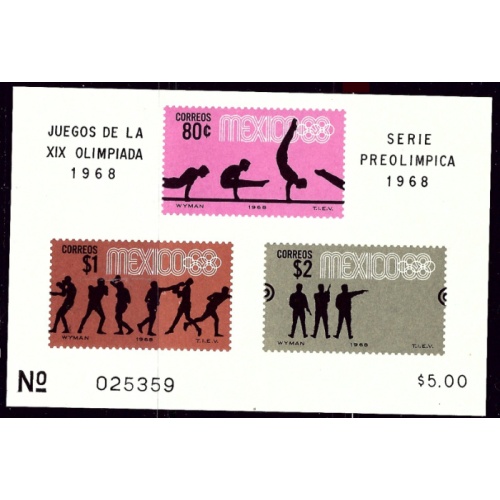 JUEGOS DE LA
XIX OLIMPIADA
1968
CORREOS
80¢
MEXICO68
WYMAN 1968 T.I.E.V.
SERIE
PREOLIMPICA
1968
CORREOS
$1
MEXICO68
WYMAN 1968 T.I.E.V.
CORREOS
$2
MEXICO68
WYMAN 1968 T.I.E.V.
Nº 025359
$5.00